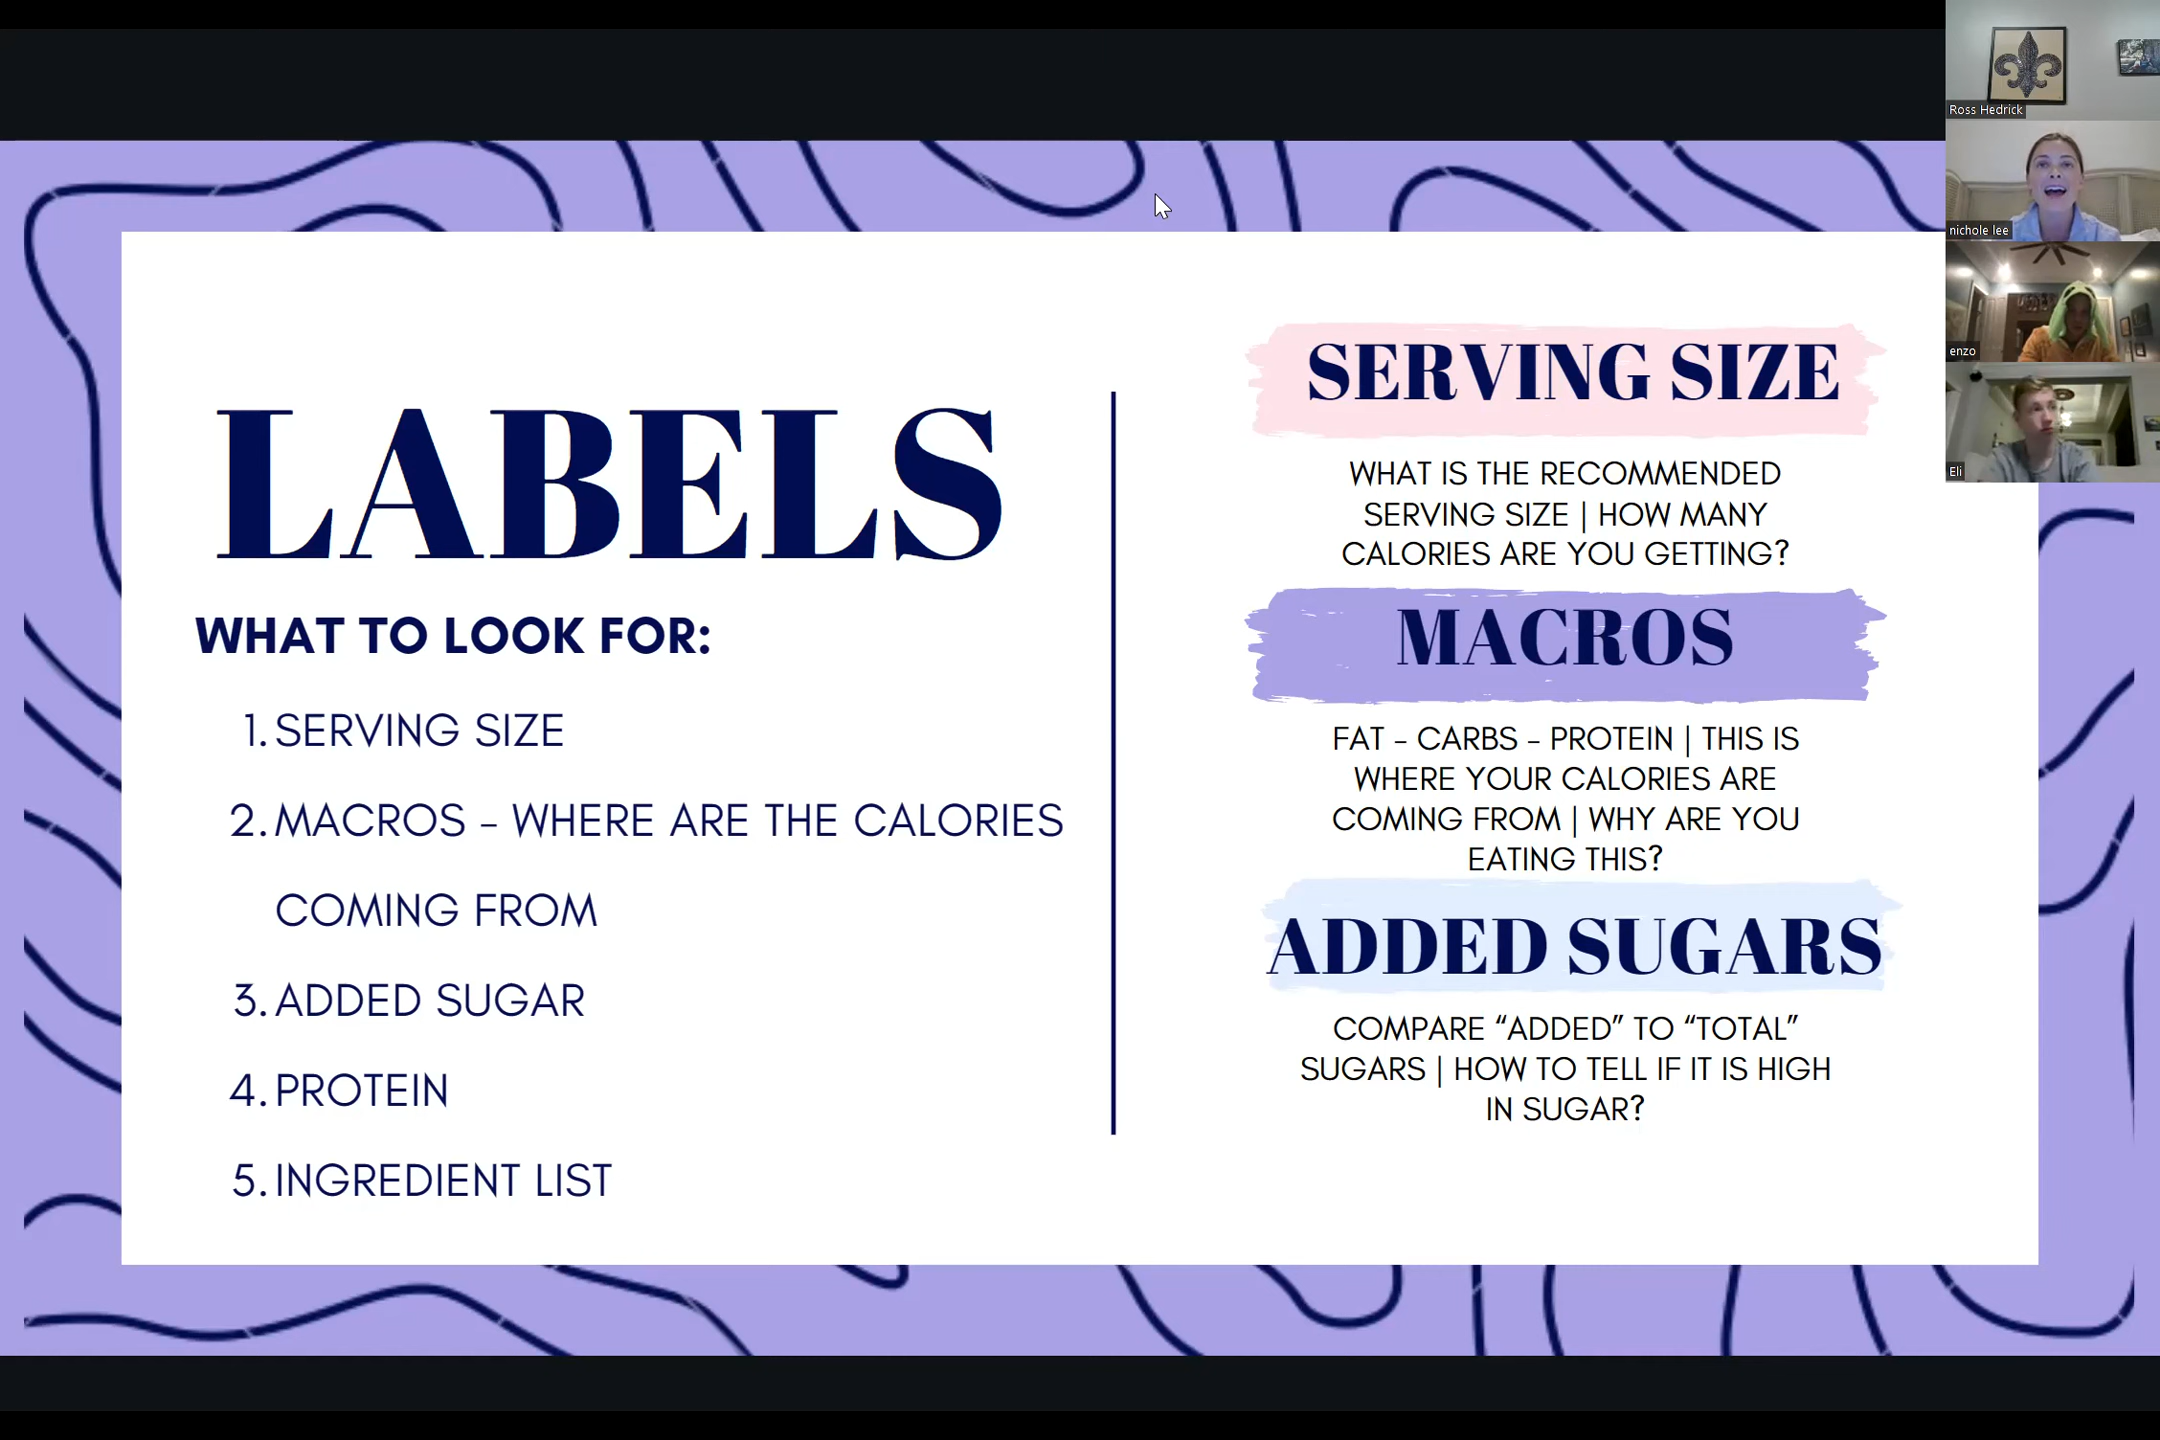 LABELS
WHAT TO LOOK FOR:
1. SERVING SIZE
2. MACROS - WHERE ARE THE CALORIES
COMING FROM
3. ADDED SUGAR
4. PROTEIN
5. INGREDIENT LIST
SERVING SIZE
WHAT IS THE RECOMMENDED
SERVING SIZE | HOW MANY
CALORIES ARE YOU GETTING?
MACROS
FAT - CARBS - PROTEIN | THIS IS
WHERE YOUR CALORIES ARE
COMING FROM | WHY ARE YOU
EATING THIS?
ADDED SUGARS
COMPARE “ADDED” TO “TOTAL”
SUGARS | HOW TO TELL IF IT IS HIGH
IN SUGAR?
Ross Hedrick
nichole lee
enzo
Eli